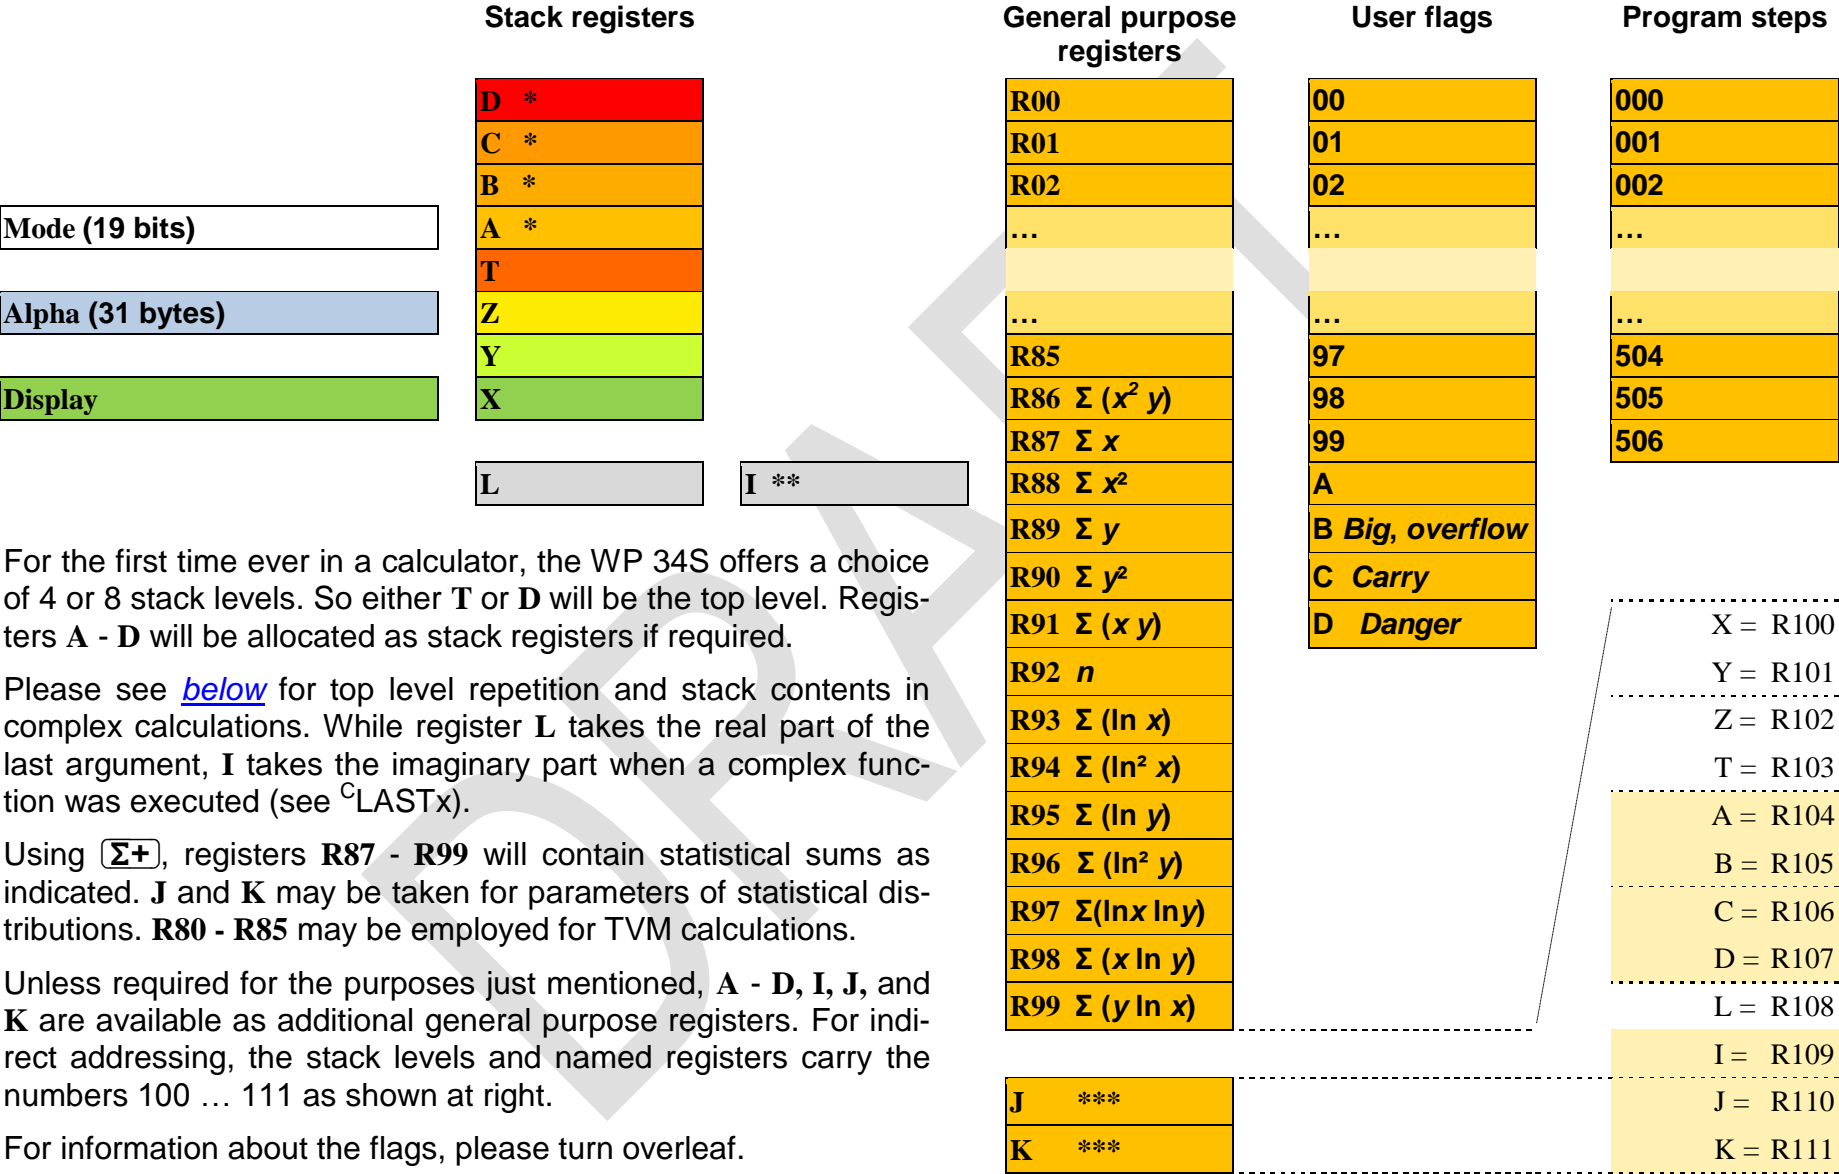 Stack registers
General purpose registers
User flags
Program steps
D *
C *
B *
A *
T
Z
Y
X
L
I **
Mode (19 bits)
Alpha (31 bytes)
Display
R00
R01
R02
…
…
R85
R86 Σ (x² y)
R87 Σ x
R88 Σ x²
R89 Σ y
R90 Σ y²
R91 Σ (x y)
R92 n
R93 Σ (ln x)
R94 Σ (ln² x)
R95 Σ (ln y)
R96 Σ (ln² y)
R97 Σ(lnx lny)
R98 Σ (x ln y)
R99 Σ (y ln x)
J ***
K ***
00
01
02
…
…
97
98
99
A
B Big, overflow
C Carry
D Danger
000
001
002
…
…
504
505
506
X = R100
Y = R101
Z = R102
T = R103
A = R104
B = R105
C = R106
D = R107
L = R108
I = R109
J = R110
K = R111
For the first time ever in a calculator, the WP 34S offers a choice
of 4 or 8 stack levels. So either T or D will be the top level. Regis-
ters A - D will be allocated as stack registers if required.
Please see below for top level repetition and stack contents in
complex calculations. While register L takes the real part of the
last argument, I takes the imaginary part when a complex func-
tion was executed (see ᶜLASTx).
Using Σ+, registers R87 - R99 will contain statistical sums as
indicated. J and K may be taken for parameters of statistical dis-
tributions. R80 - R85 may be employed for TVM calculations.
Unless required for the purposes just mentioned, A - D, I, J, and
K are available as additional general purpose registers. For indi-
rect addressing, the stack levels and named registers carry the
numbers 100 … 111 as shown at right.
For information about the flags, please turn overleaf.
DRAFT